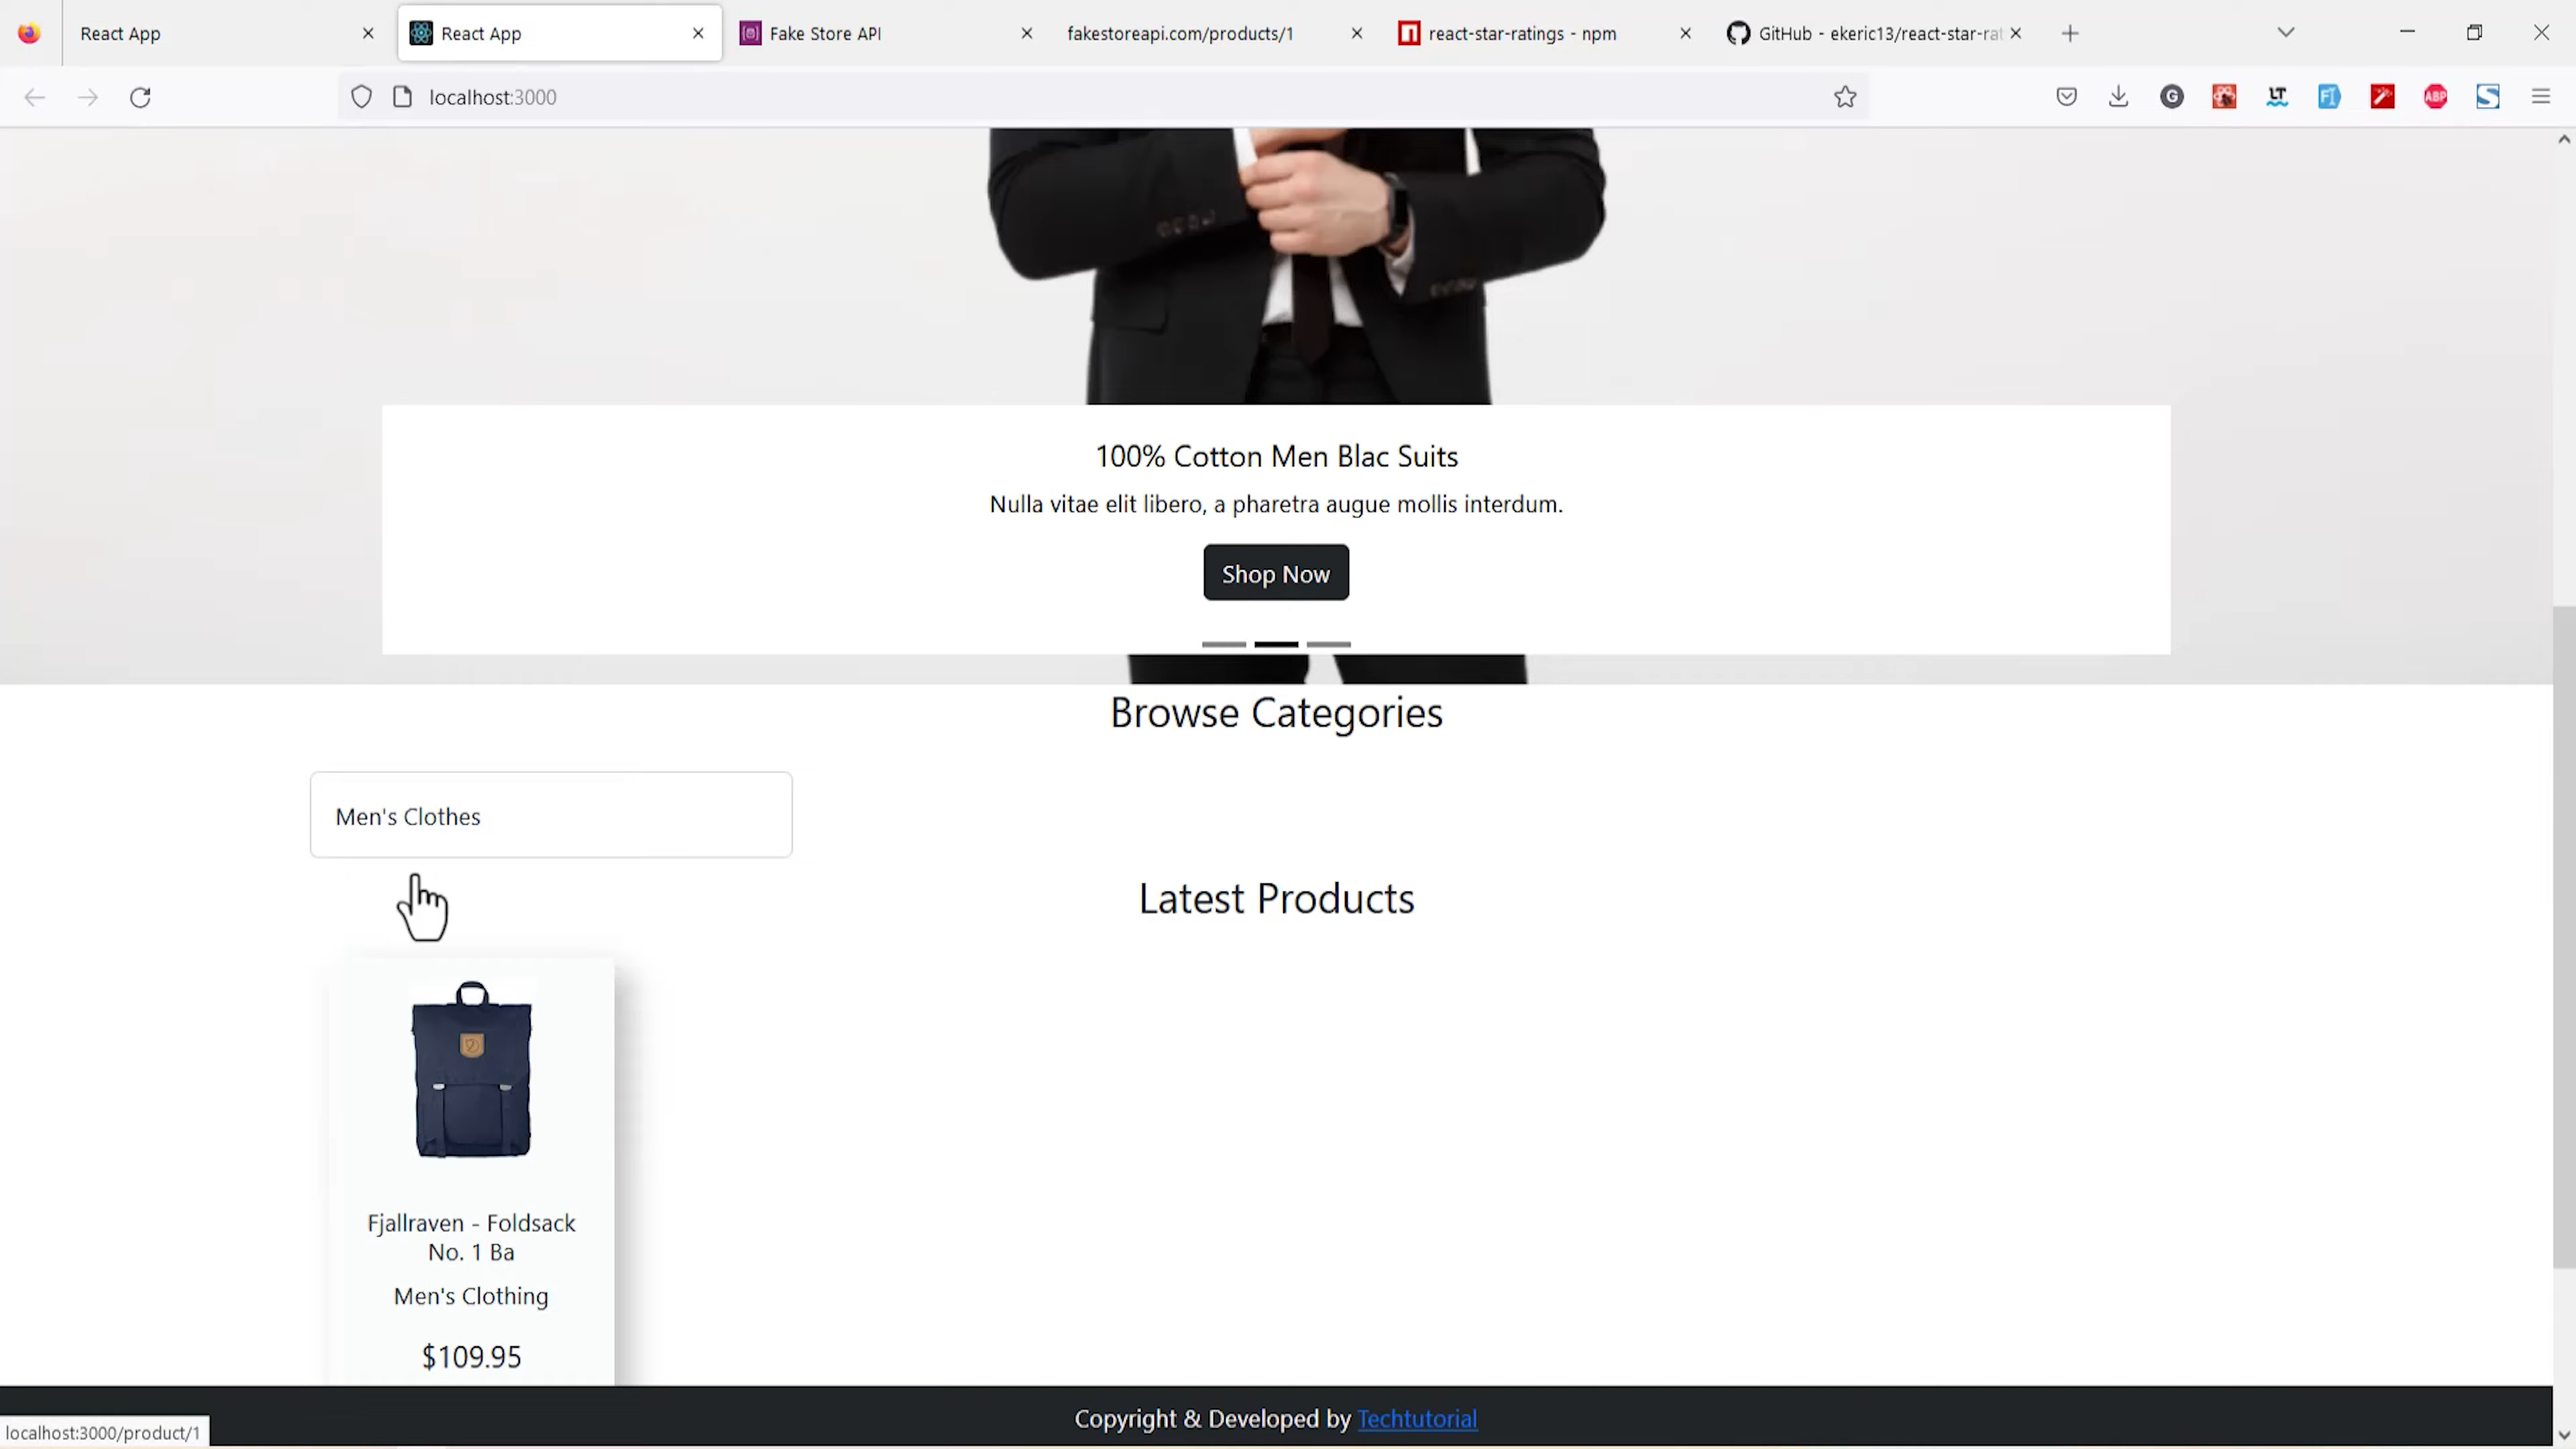 React App
React App
Fake Store API
fakestoreapi.com/products/1
react-star-ratings - npm
GitHub - ekeric13/react-star-rat
localhost:3000
G
LT
ABP
S
100% Cotton Men Blac Suits
Nulla vitae elit libero, a pharetra augue mollis interdum.
Shop Now
Browse Categories
Men's Clothes
Latest Products
Fjallraven - Foldsack
No. 1 Ba
Men's Clothing
$109.95
Copyright & Developed by Techtutorial
localhost:3000/product/1